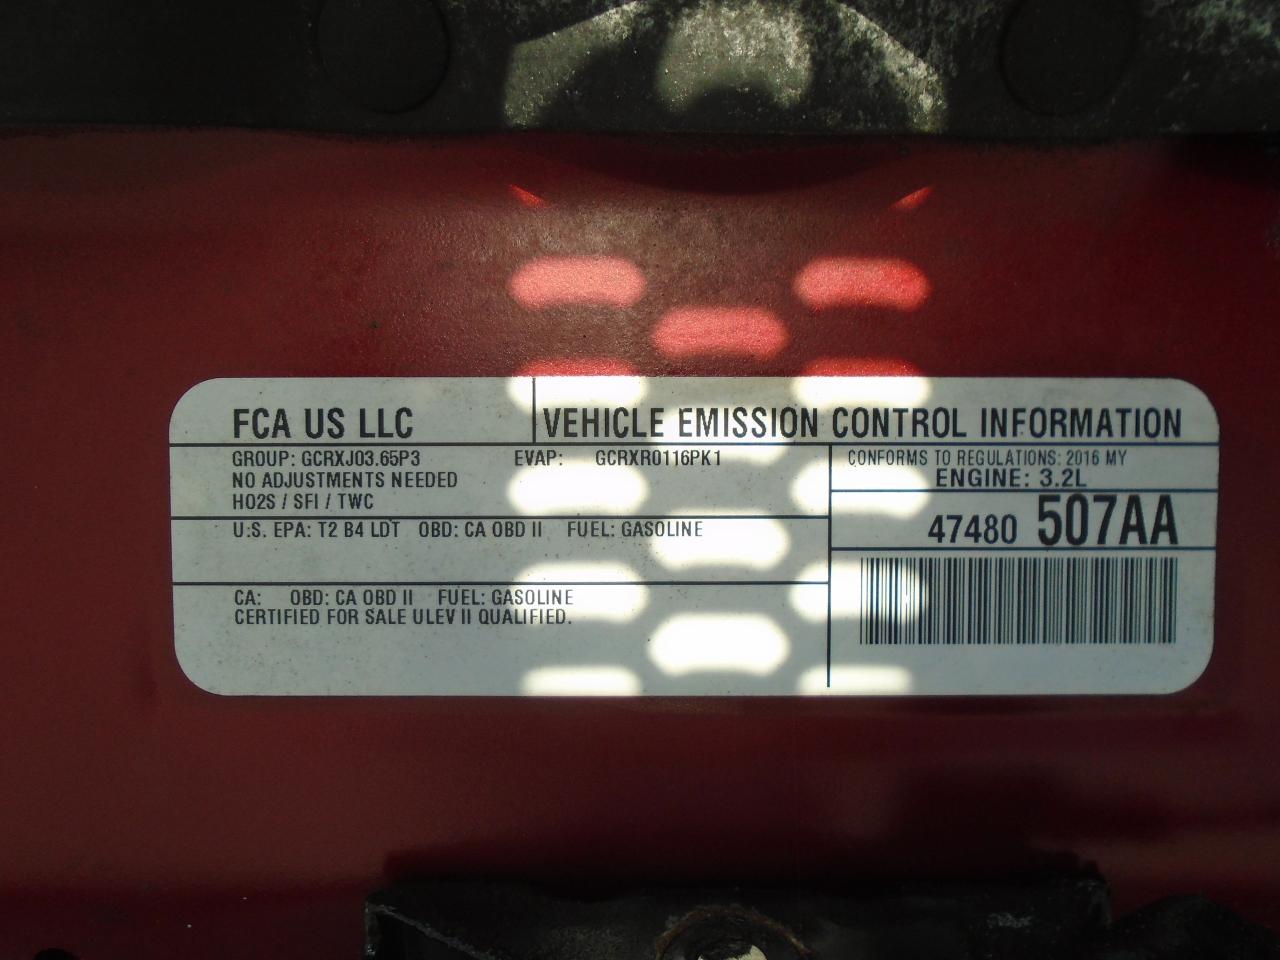 FCA US LLC VEHICLE EMISSION CONTROL INFORMATION
GROUP: GCRXJ03.65P3 EVAP: GCRXR0116PK1
NO ADJUSTMENTS NEEDED
HO2S / SFI / TWC
CONFORMS TO REGULATIONS: 2016 MY
ENGINE: 3.2L
47480 507AA
U.S. EPA: T2 B4 LDT OBD: CA OBD II FUEL: GASOLINE
CA: OBD: CA OBD II FUEL: GASOLINE
CERTIFIED FOR SALE ULEV II QUALIFIED.